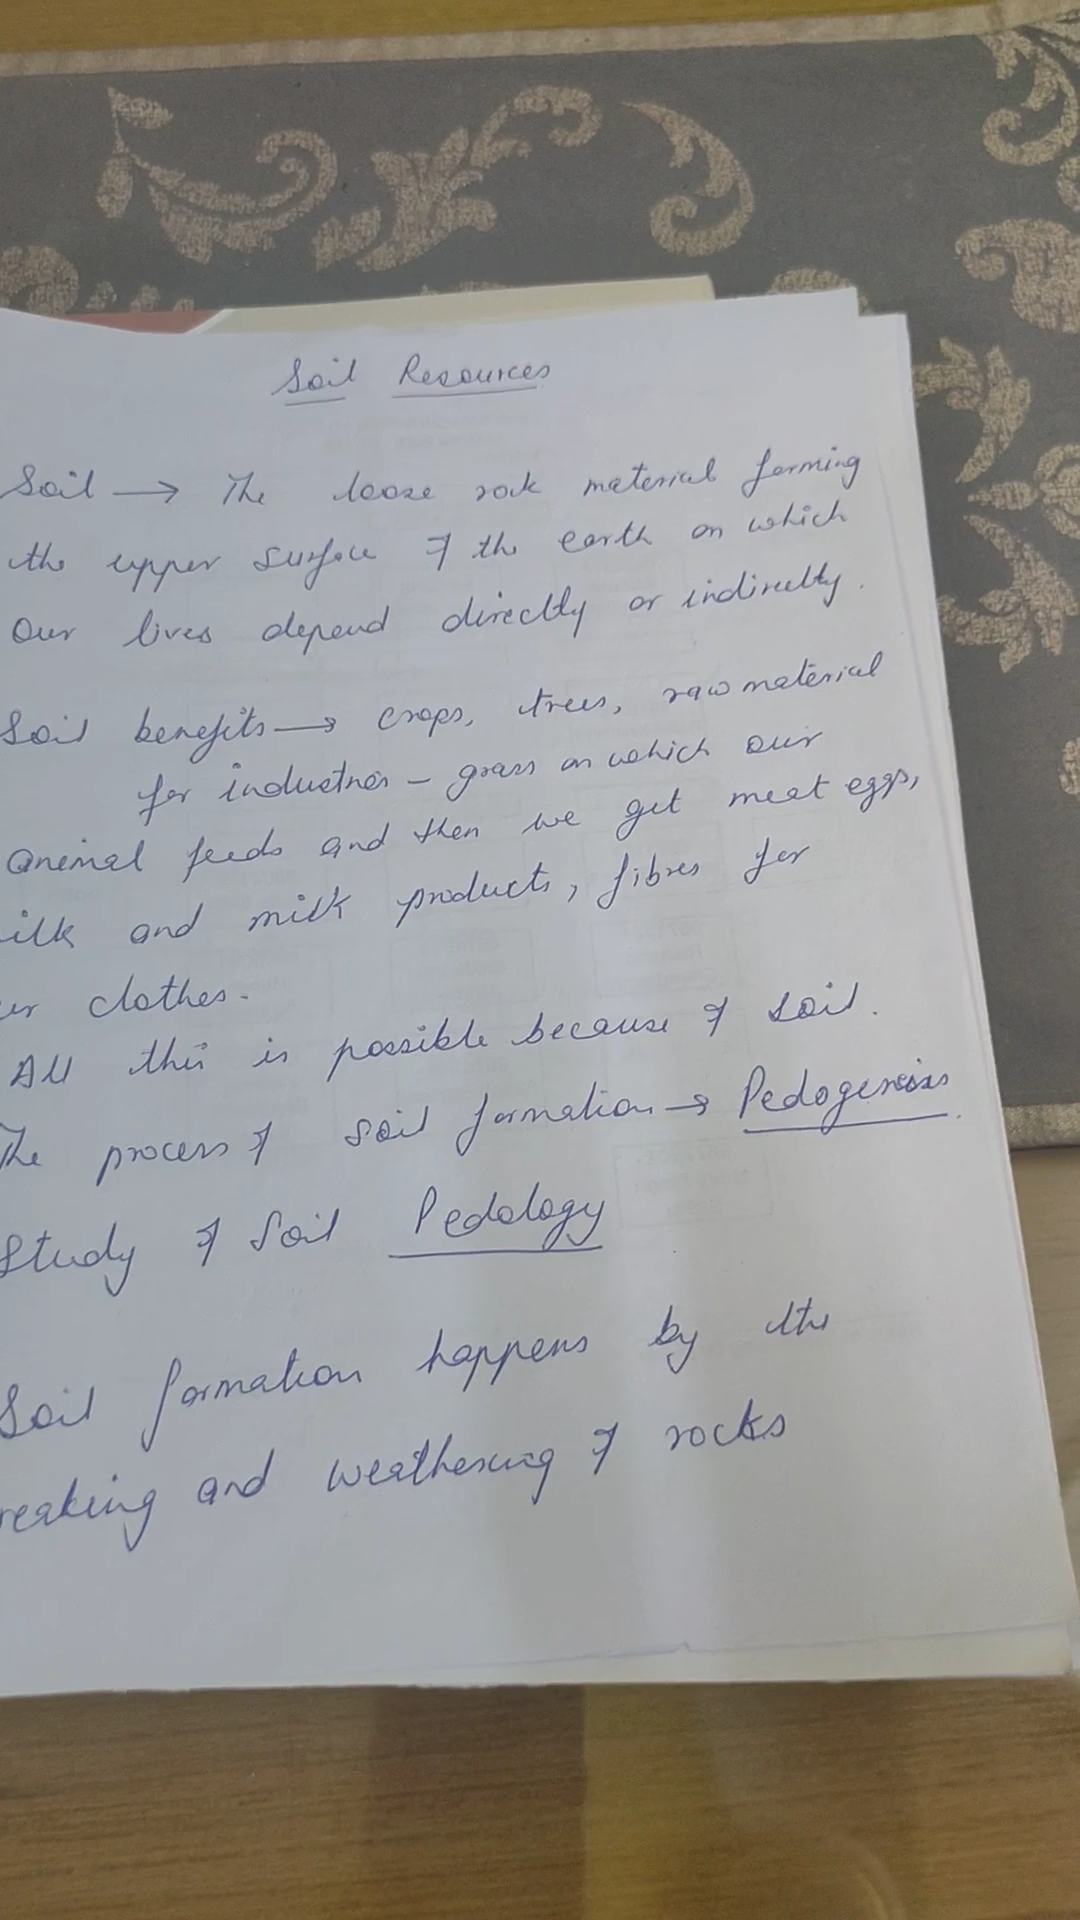 Soil Resources
Soil → The loose rock material forming
the upper surface of the earth on which
Our lives depend directly or indirectly.
Soil benefits → crops, trees, raw material
for industries - grass on which our
animal feeds and then we get meat eggs,
ilk and milk products, fibres for
ur clothes.
All this is possible because of soil.
The process of soil formation → Pedogenesis
Study of Soil Pedology
Soil formation happens by the
reaking and weathering of rocks